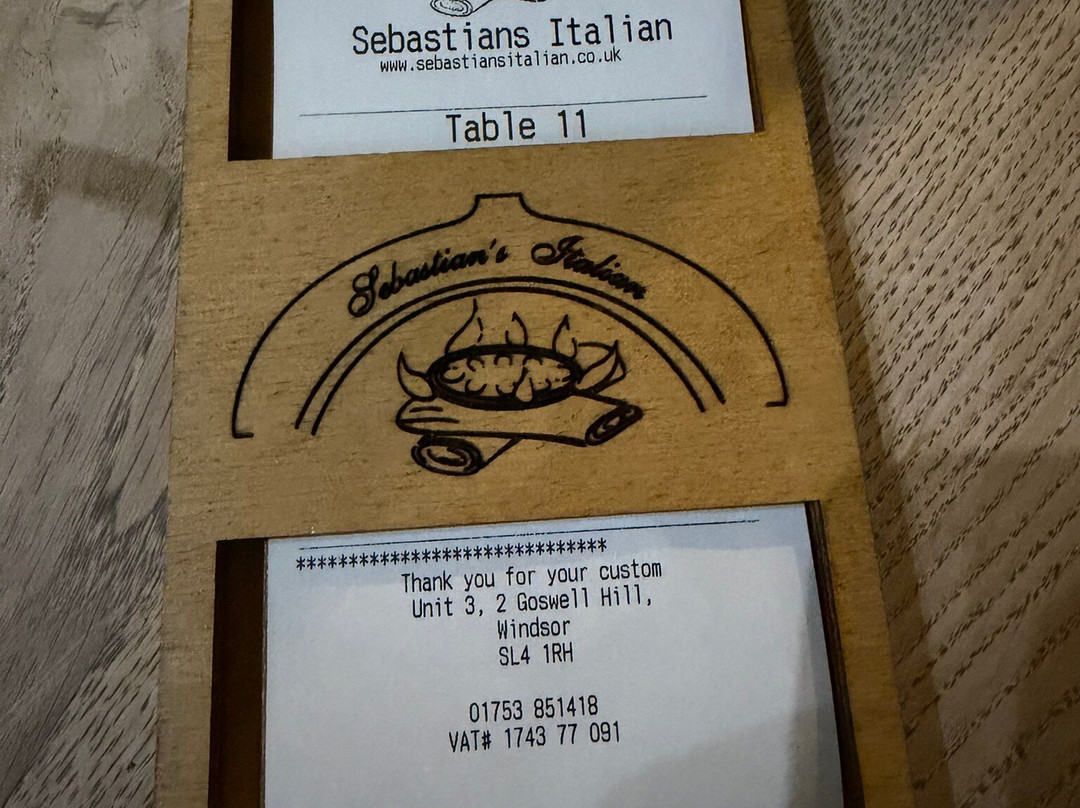 Sebastians Italian
www.sebastiansitalian.co.uk
Table 11
Sebastian's Italian
******************************
Thank you for your custom
Unit 3, 2 Goswell Hill,
Windsor
SL4 1RH
01753 851418
VAT# 1743 77 091